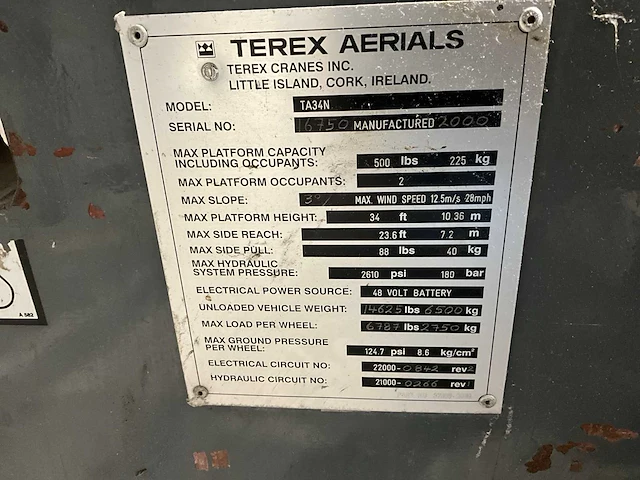 TEREX AERIALS
TEREX CRANES INC.
LITTLE ISLAND, CORK, IRELAND.
MODEL: TA34N
SERIAL NO: 16750 MANUFACTURED 2000
MAX PLATFORM CAPACITY
INCLUDING OCCUPANTS: 500 lbs 225 kg
MAX PLATFORM OCCUPANTS: 2
MAX SLOPE: MAX. WIND SPEED 12.5m/s 28mph
MAX PLATFORM HEIGHT: 34 ft 10.36 m
MAX SIDE REACH: 23.6 ft 7.2 m
MAX SIDE PULL: 88 lbs 40 kg
MAX HYDRAULIC
SYSTEM PRESSURE: 2610 psi 180 bar
ELECTRICAL POWER SOURCE: 48 VOLT BATTERY
UNLOADED VEHICLE WEIGHT: 14625 lbs 6500 kg
MAX LOAD PER WHEEL: 6787 lbs 2750 kg
MAX GROUND PRESSURE
PER WHEEL: 124.7 psi 8.6 kg/cm²
ELECTRICAL CIRCUIT NO: 22000-0842 rev 2
HYDRAULIC CIRCUIT NO: 21000-0266 rev 1
A 582